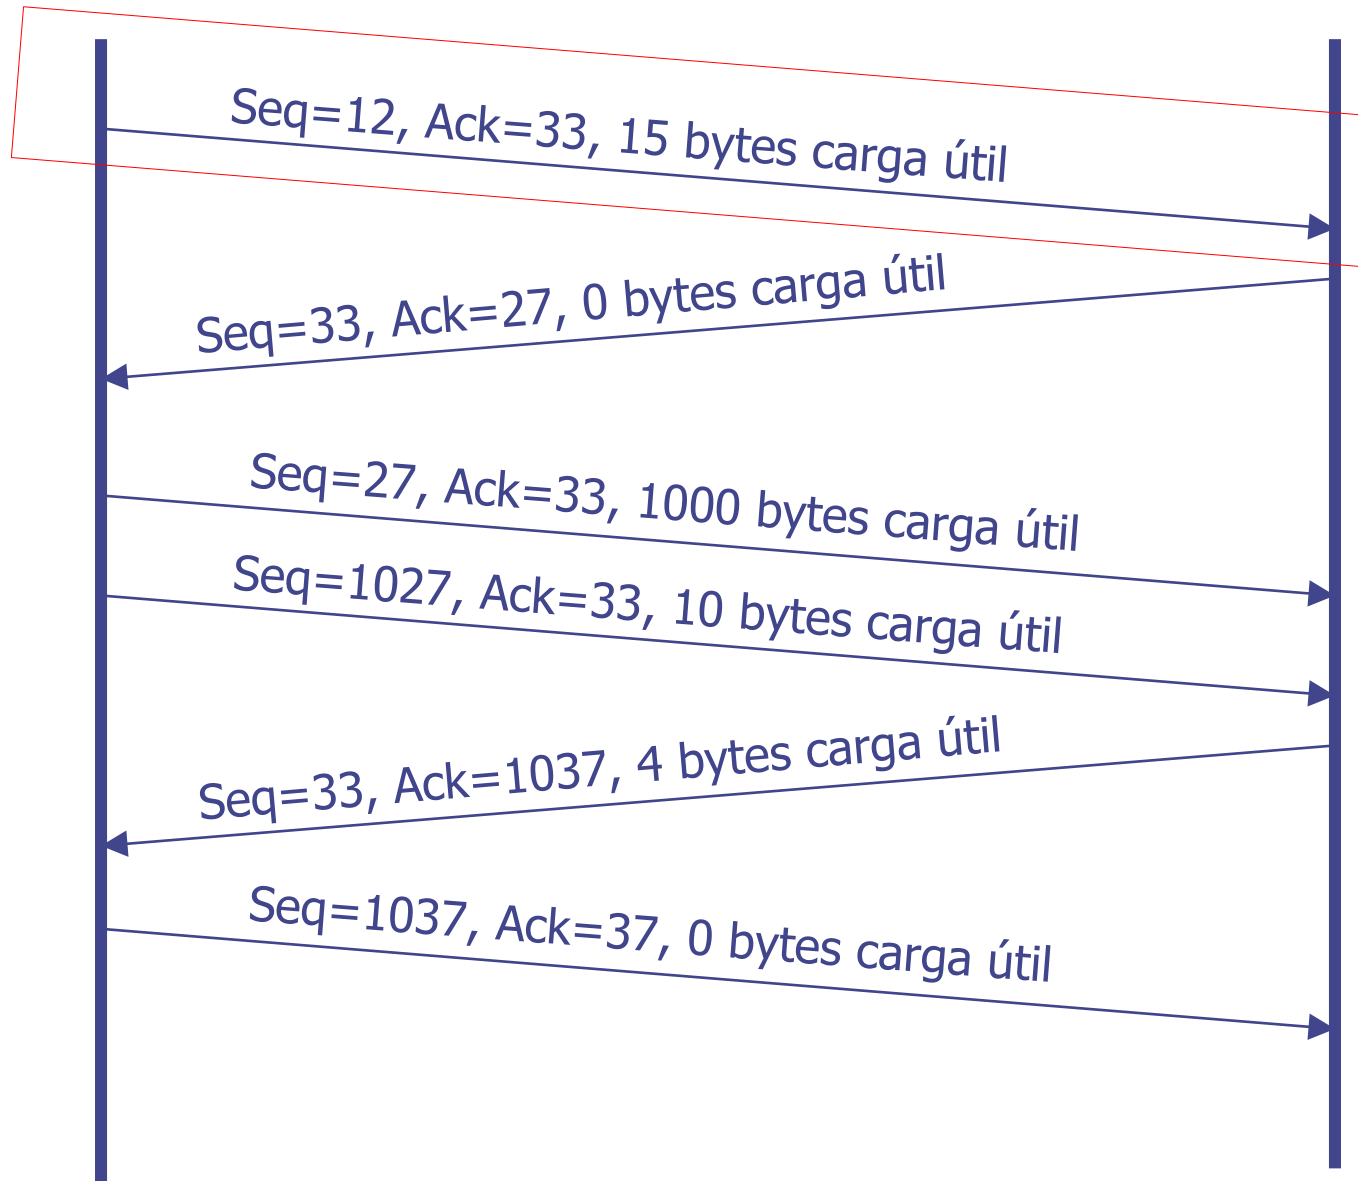 Seq=12, Ack=33, 15 bytes carga útil
Seq=33, Ack=27, 0 bytes carga útil
Seq=27, Ack=33, 1000 bytes carga útil
Seq=1027, Ack=33, 10 bytes carga útil
Seq=33, Ack=1037, 4 bytes carga útil
Seq=1037, Ack=37, 0 bytes carga útil